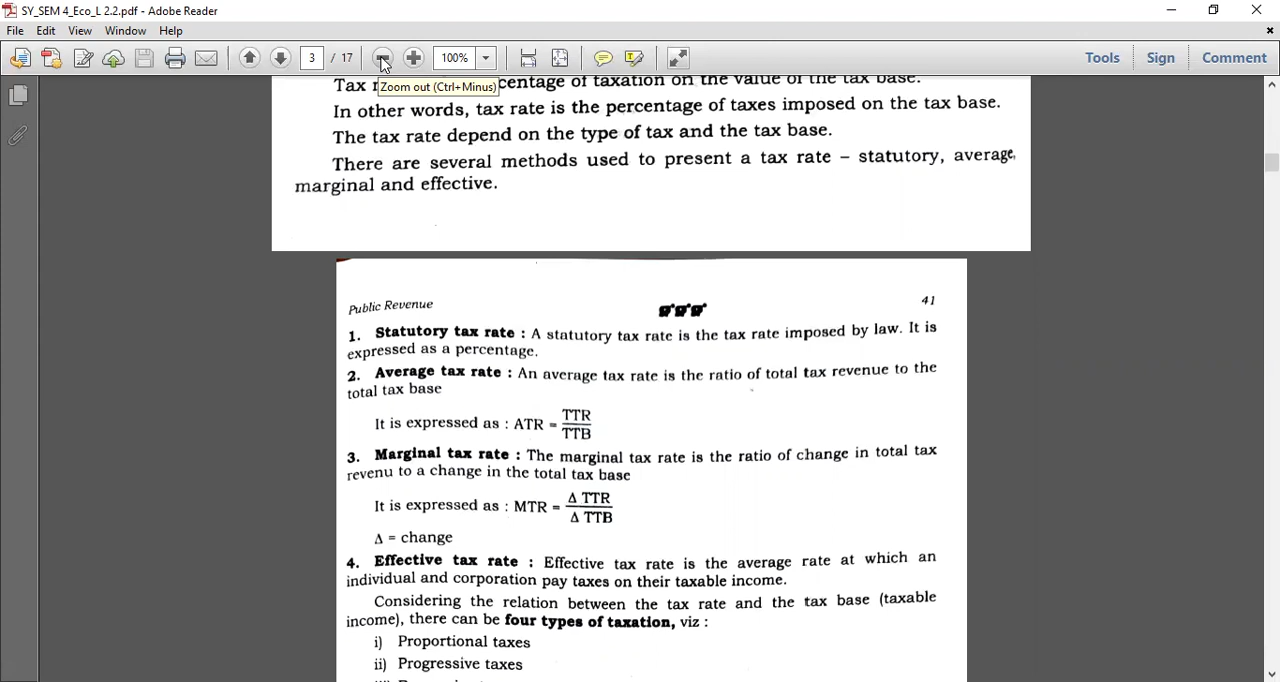 SY_SEM 4_Eco_L 2.2.pdf - Adobe Reader
File Edit View Window Help
3 / 17 100% Tools Sign Comment
Zoom out (Ctrl+Minus)
Tax centage of taxation on the value of the tax base.
In other words, tax rate is the percentage of taxes imposed on the tax base.
The tax rate depend on the type of tax and the tax base.
There are several methods used to present a tax rate – statutory, average,
marginal and effective.
Public Revenue 41
1. Statutory tax rate : A statutory tax rate is the tax rate imposed by law. It is
expressed as a percentage.
2. Average tax rate : An average tax rate is the ratio of total tax revenue to the
total tax base
It is expressed as : ATR = TTR
TTB
3. Marginal tax rate : The marginal tax rate is the ratio of change in total tax
revenu to a change in the total tax base
It is expressed as : MTR = Δ TTR
Δ TTB
Δ = change
4. Effective tax rate : Effective tax rate is the average rate at which an
individual and corporation pay taxes on their taxable income.
Considering the relation between the tax rate and the tax base (taxable
income), there can be four types of taxation, viz :
i) Proportional taxes
ii) Progressive taxes